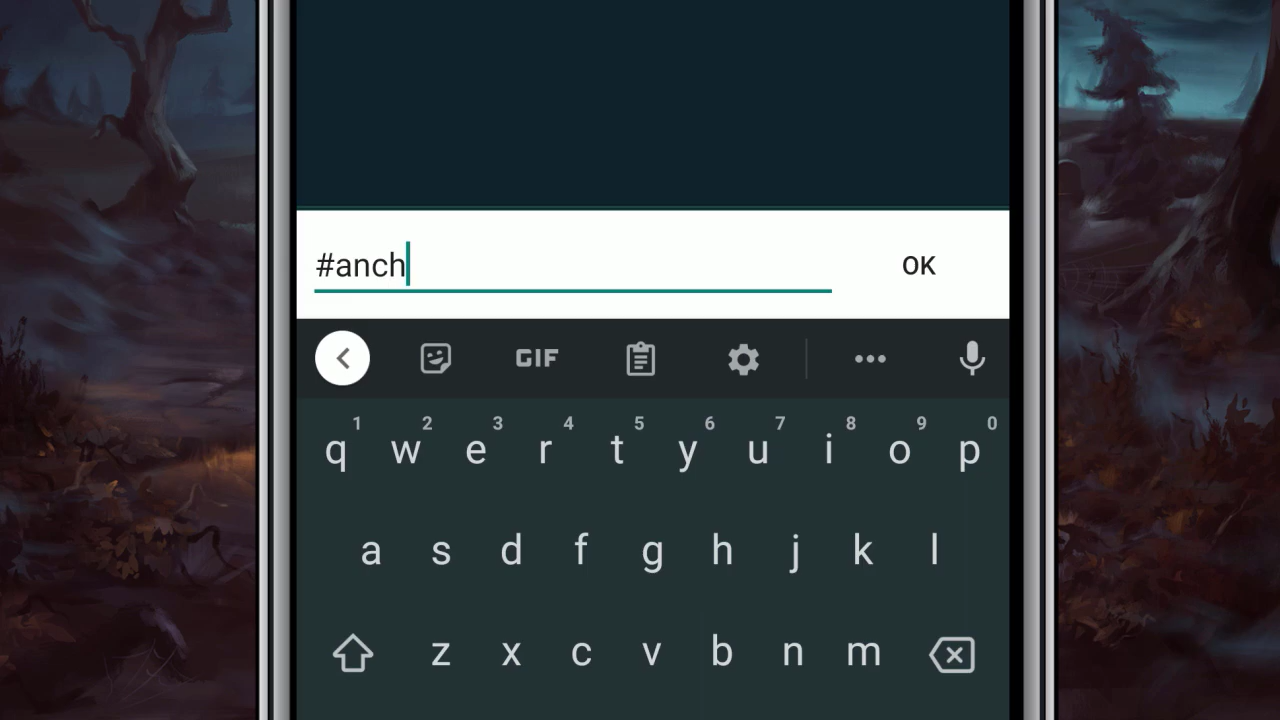 #anch
OK
GIF
1 2 3 4 5 6 7 8 9 0
q w e r t y u i o p
a s d f g h j k l
z x c v b n m